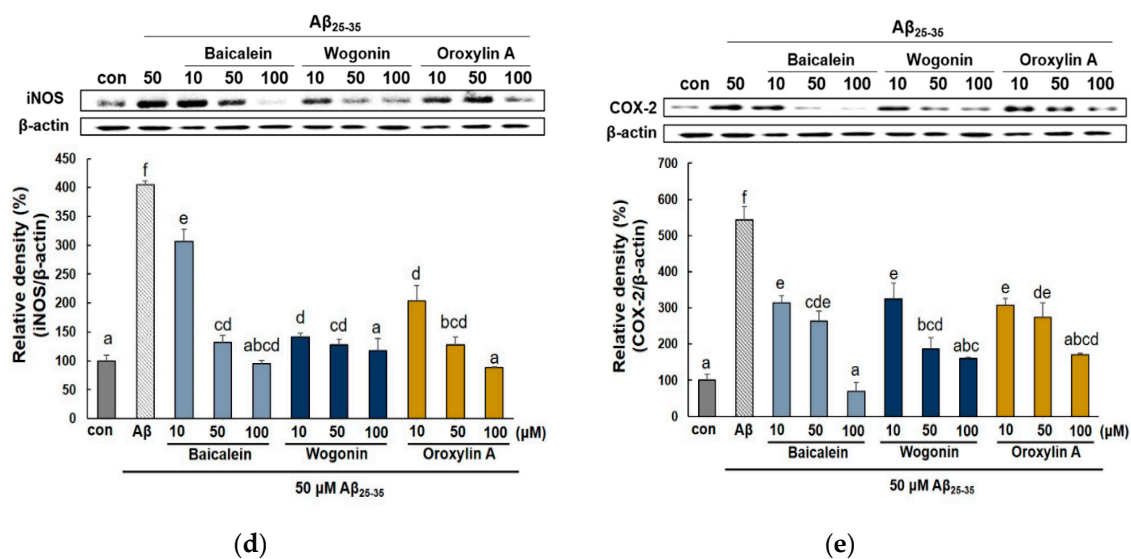 Aβ25-35
Baicalein Wogonin Oroxylin A
con 50 10 50 100 10 50 100 10 50 100
iNOS
β-actin
Relative density (%)
(iNOS/β-actin)
450
400
350
300
250
200
150
100
50
0
a f e cd abcd d cd a d bcd a
con Aβ 10 50 100 10 50 100 10 50 100 (μM)
Baicalein Wogonin Oroxylin A
50 μM Aβ25-35
(d)
Aβ25-35
Baicalein Wogonin Oroxylin A
con 50 10 50 100 10 50 100 10 50 100
COX-2
β-actin
Relative density (%)
(COX-2/β-actin)
700
600
500
400
300
200
100
0
a f e cde a e bcd abc e de abcd
con Aβ 10 50 100 10 50 100 10 50 100 (μM)
Baicalein Wogonin Oroxylin A
50 μM Aβ25-35
(e)